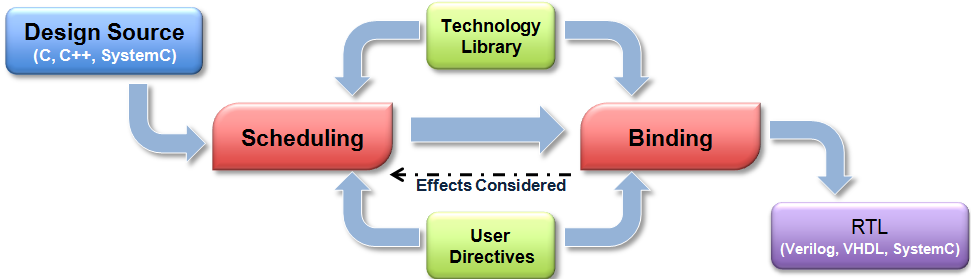 Design Source
(C, C++, SystemC)
Technology
Library
Scheduling
Binding
Effects Considered
User
Directives
RTL
(Verilog, VHDL, SystemC)